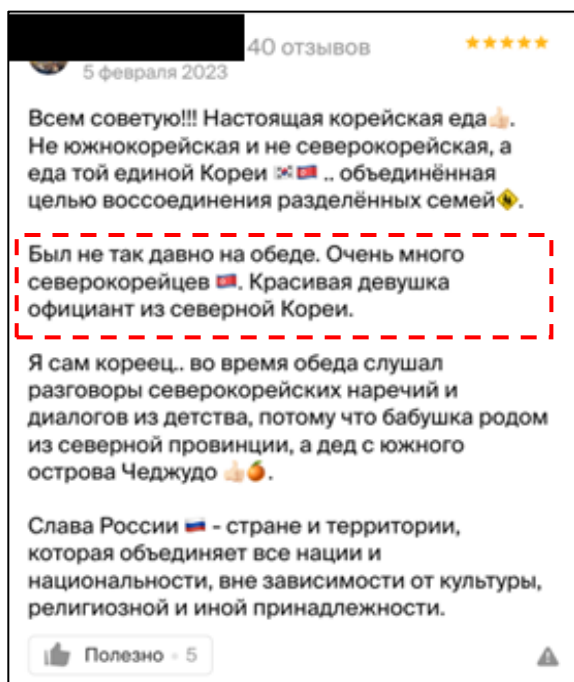 40 отзывов
5 февраля 2023
Всем советую!!! Настоящая корейская еда👍🏻.
Не южнокорейская и не северокорейская, а
еда той единой Кореи 🇰🇷🇰🇵 .. объединённая
целью воссоединения разделённых семей🚸.
Был не так давно на обеде. Очень много
северокорейцев 🇰🇵. Красивая девушка
официант из северной Кореи.
Я сам кореец.. во время обеда слушал
разговоры северокорейских наречий и
диалогов из детства, потому что бабушка родом
из северной провинции, а дед с южного
острова Чеджудо 👍🏻🍊.
Слава России 🇷🇺 - стране и территории,
которая объединяет все нации и
национальности, вне зависимости от культуры,
религиозной и иной принадлежности.
Полезно · 5